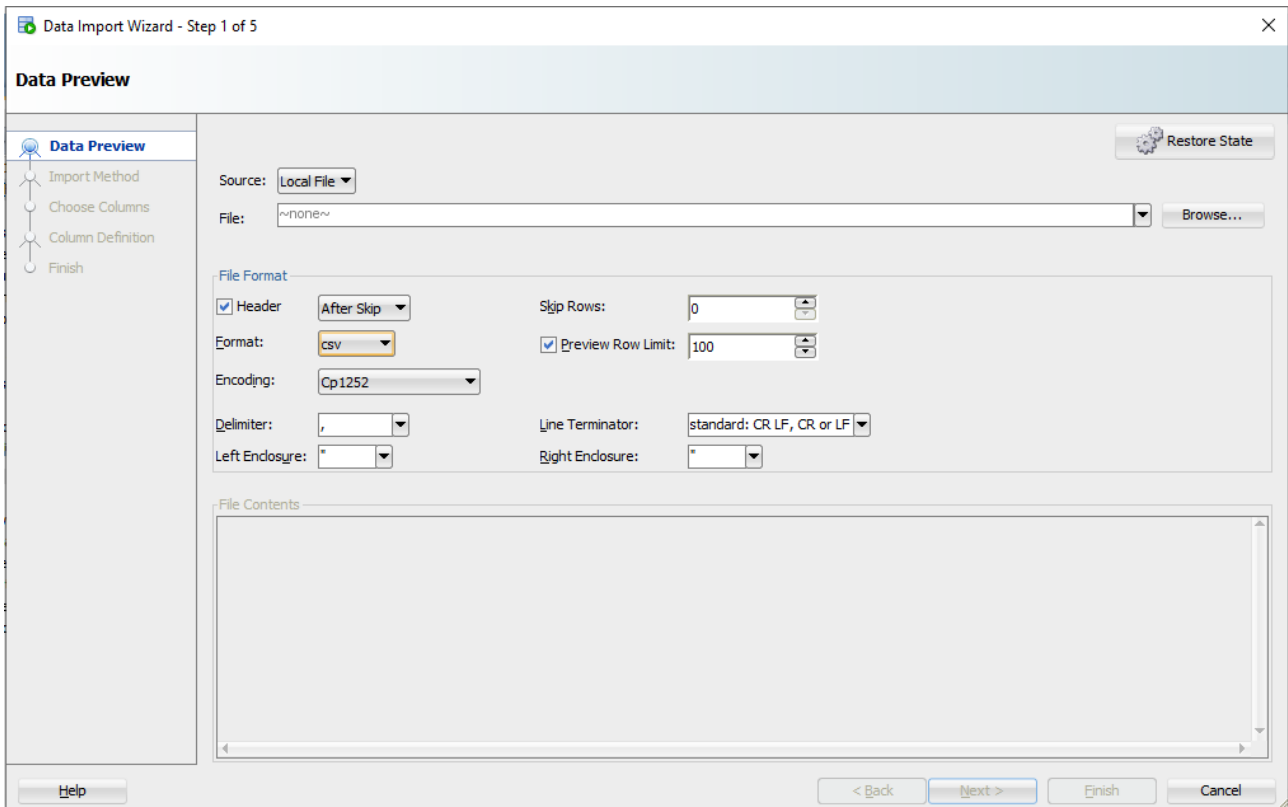 Data Import Wizard - Step 1 of 5
Data Preview
Data Preview
Import Method
Choose Columns
Column Definition
Finish
Restore State
Source: Local File
File: ~none~ Browse...
File Format
Header After Skip Skip Rows: 0
Format: csv Preview Row Limit: 100
Encoding: Cp1252
Delimiter: , Line Terminator: standard: CR LF, CR or LF
Left Enclosure: " Right Enclosure: "
File Contents
Help < Back Next > Finish Cancel